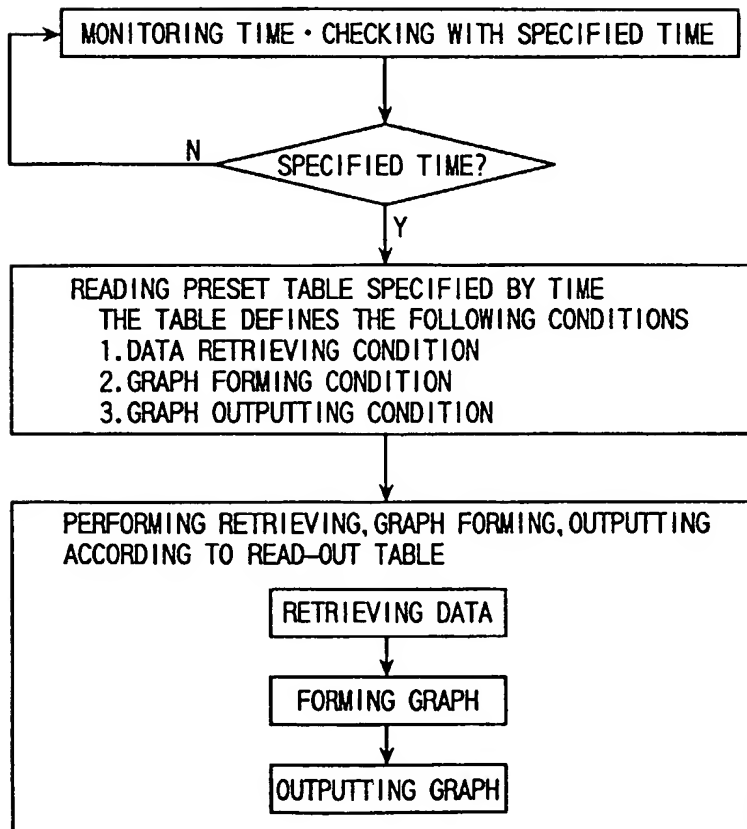 MONITORING TIME・CHECKING WITH SPECIFIED TIME
N
SPECIFIED TIME?
Y
READING PRESET TABLE SPECIFIED BY TIME
THE TABLE DEFINES THE FOLLOWING CONDITIONS
1.DATA RETRIEVING CONDITION
2.GRAPH FORMING CONDITION
3.GRAPH OUTPUTTING CONDITION
PERFORMING RETRIEVING,GRAPH FORMING,OUTPUTTING
ACCORDING TO READ-OUT TABLE
RETRIEVING DATA
FORMING GRAPH
OUTPUTTING GRAPH